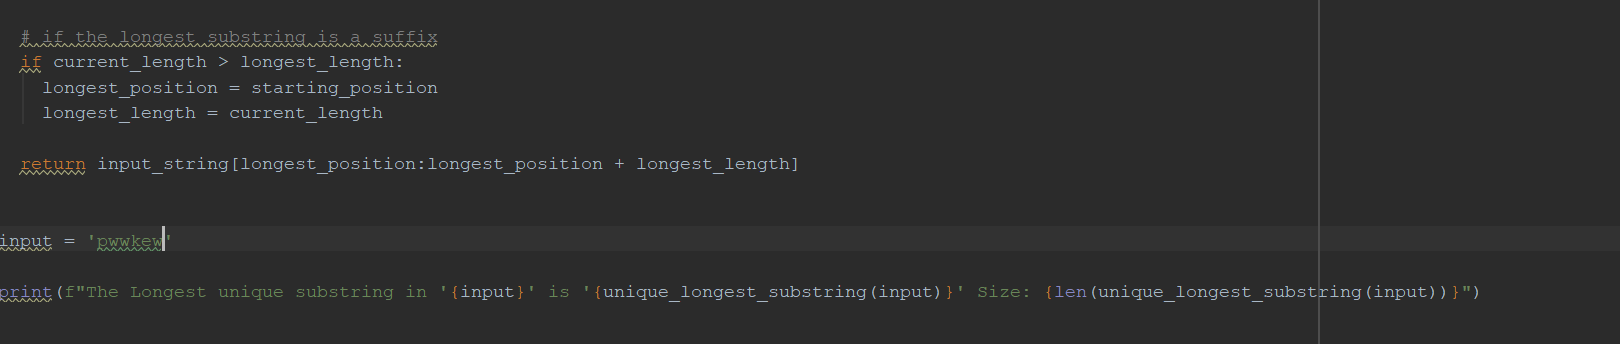 # if the longest substring is a suffix
if current_length > longest_length:
longest_position = starting_position
longest_length = current_length
return input_string[longest_position:longest_position + longest_length]
input = 'pwwkew'
print(f"The Longest unique substring in '{input}' is '{unique_longest_substring(input)}' Size: {len(unique_longest_substring(input))}")